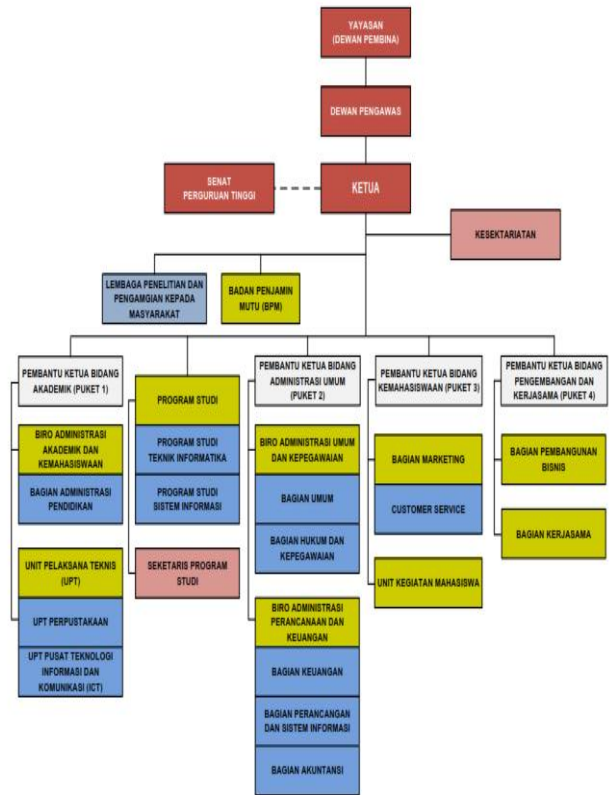 YAYASAN
(DEWAN PEMBINA)
DEWAN PENGAWAS
SENAT
PERGURUAN TINGGI
KETUA
KESEKTARIATAN
LEMBAGA PENELITIAN DAN
PENGAMGIAN KEPADA
MASYARAKAT
BADAN PENJAMIN
MUTU (BPM)
PEMBANTU KETUA BIDANG
AKADEMIK (PUKET 1)
BIRO ADMINISTRASI
AKADEMIK DAN
KEMAHASISWAAN
BAGIAN ADMINISTRASI
PENDIDIKAN
UNIT PELAKSANA TEKNIS
(UPT)
UPT PERPUSTAKAAN
UPT PUSAT TEKNOLOGI
INFORMASI DAN
KOMUNIKASI (ICT)
PROGRAM STUDI
PROGRAM STUDI
TEKNIK INFORMATIKA
PROGRAM STUDI
SISTEM INFORMASI
SEKETARIS PROGRAM
STUDI
PEMBANTU KETUA BIDANG
ADMINISTRASI UMUM
(PUKET 2)
BIRO ADMINISTRASI UMUM
DAN KEPEGAWAIAN
BAGIAN UMUM
BAGIAN HUKUM DAN
KEPEGAWAIAN
BIRO ADMINISTRASI
PERANCANAAN DAN
KEUANGAN
BAGIAN KEUANGAN
BAGIAN PERANCANGAN
DAN SISTEM INFORMASI
BAGIAN AKUNTANSI
PEMBANTU KETUA BIDANG
KEMAHASISWAAN (PUKET 3)
BAGIAN MARKETING
CUSTOMER SERVICE
UNIT KEGIATAN MAHASISWA
PEMBANTU KETUA BIDANG
PENGEMBANGAN DAN
KERJASAMA (PUKET 4)
BAGIAN PEMBANGUNAN
BISNIS
BAGIAN KERJASAMA